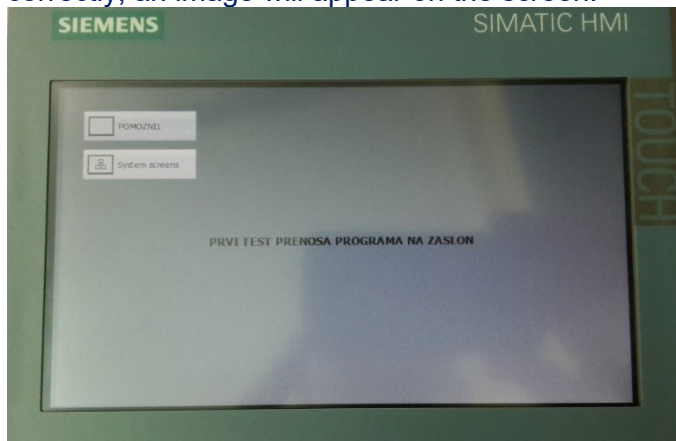 correctly, an image will appear on the screen.
SIEMENS
SIMATIC HMI
TOUCH
POMOZNI1
System screens
PRVI TEST PRENOSA PROGRAMA NA ZASLON